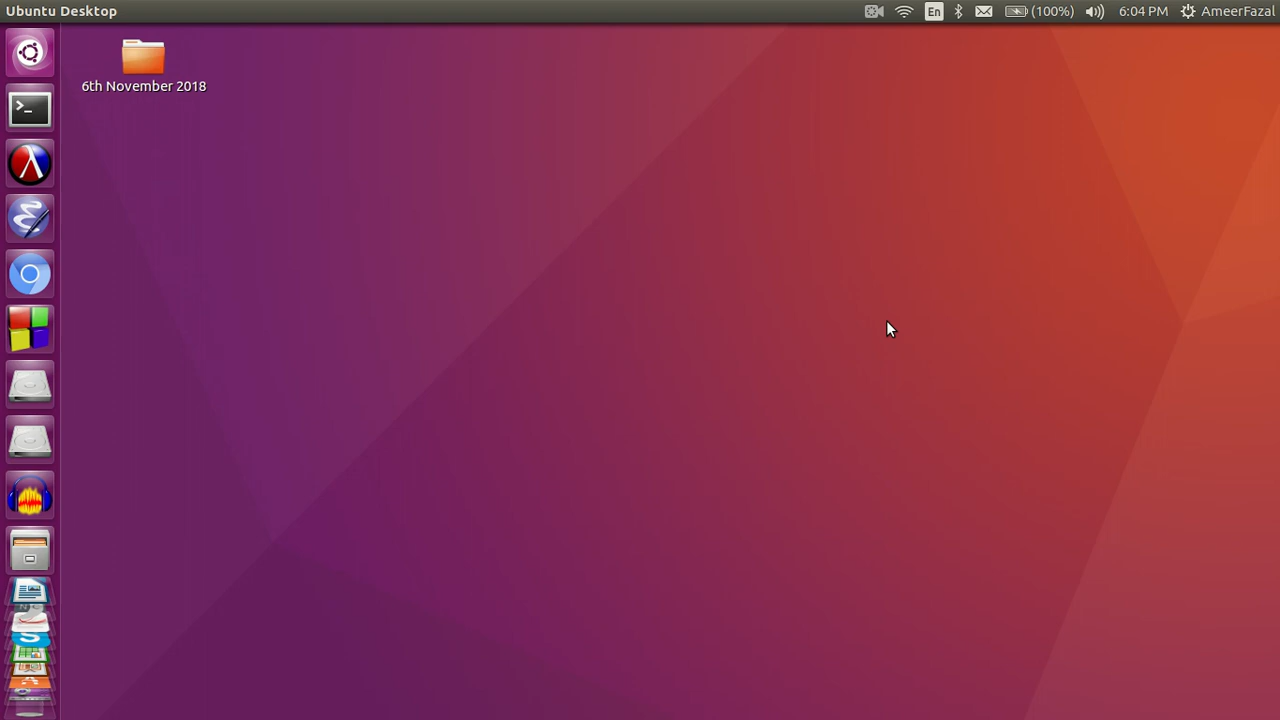 Ubuntu Desktop
En
(100%)
6:04 PM
AmeerFazal
6th November 2018
>_